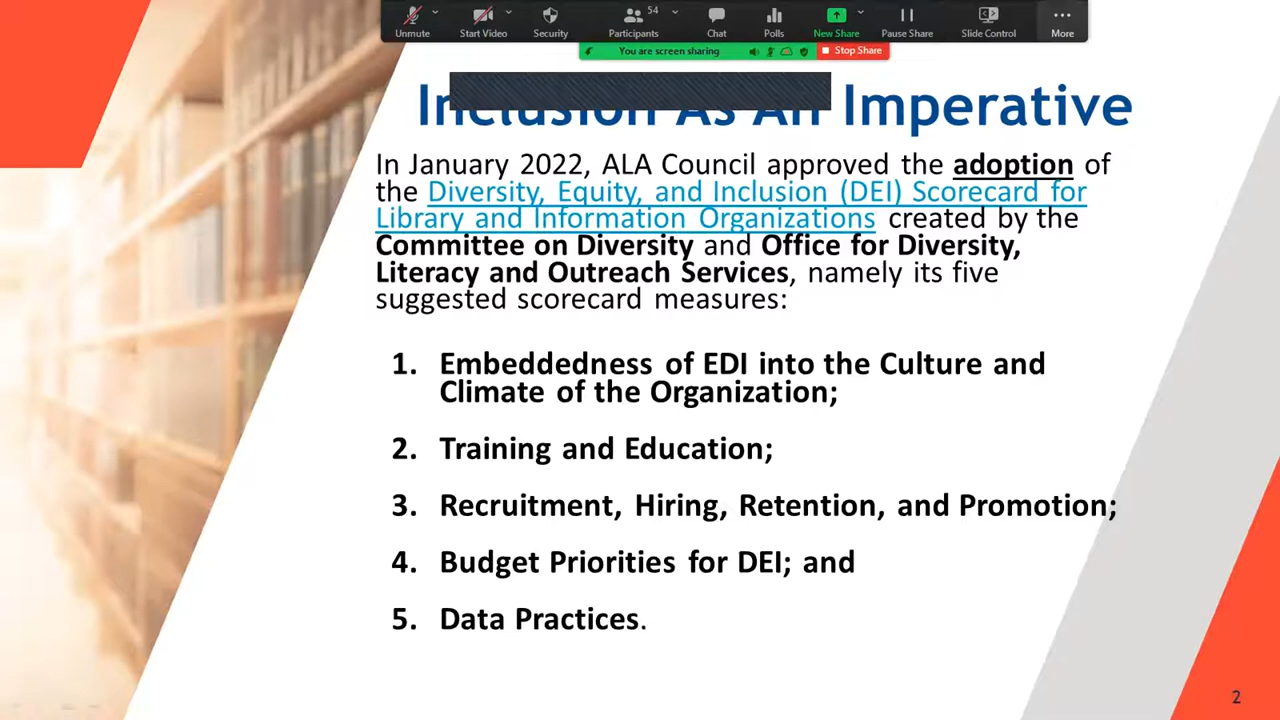 54
Unmute Start Video Security Participants Chat Polls New Share Pause Share Slide Control More
You are screen sharing Stop Share
Inclusion As An Imperative
In January 2022, ALA Council approved the adoption of
the Diversity, Equity, and Inclusion (DEI) Scorecard for
Library and Information Organizations created by the
Committee on Diversity and Office for Diversity,
Literacy and Outreach Services, namely its five
suggested scorecard measures:
1. Embeddedness of EDI into the Culture and
Climate of the Organization;
2. Training and Education;
3. Recruitment, Hiring, Retention, and Promotion;
4. Budget Priorities for DEI; and
5. Data Practices.
2